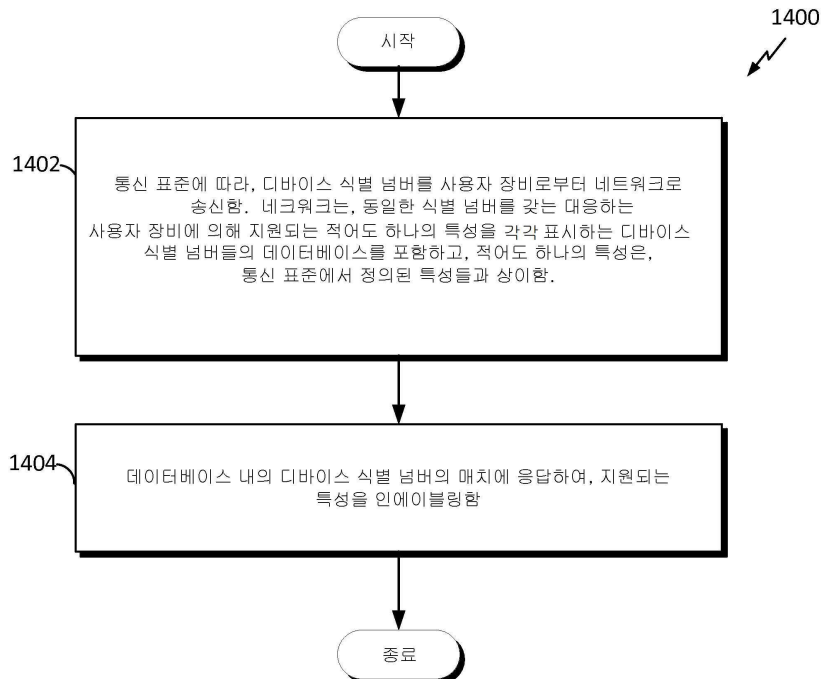 1400
시작
1402
통신 표준에 따라, 디바이스 식별 넘버를 사용자 장비로부터 네트워크로
송신함. 네크워크는, 동일한 식별 넘버를 갖는 대응하는
사용자 장비에 의해 지원되는 적어도 하나의 특성을 각각 표시하는 디바이스
식별 넘버들의 데이터베이스를 포함하고, 적어도 하나의 특성은,
통신 표준에서 정의된 특성들과 상이함.
1404
데이터베이스 내의 디바이스 식별 넘버의 매치에 응답하여, 지원되는
특성을 인에이블링함
종료